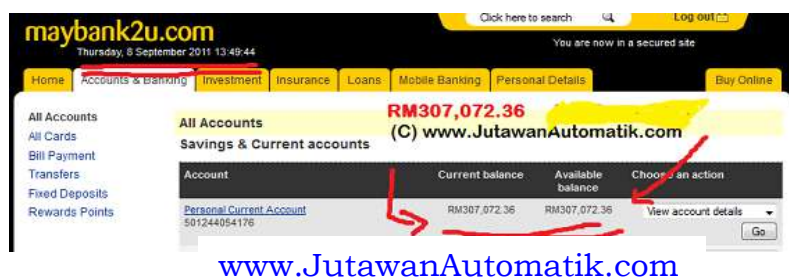 maybank2u.com
Thursday, 8 September 2011 13:49:44
Click here to search
Log out
You are now in a secured site
Home Accounts & Banking Investment Insurance Loans Mobile Banking Personal Details Buy Online
All Accounts
All Cards
Bill Payment
Transfers
Fixed Deposits
Rewards Points
All Accounts
RM307,072.36
(C) www.JutawanAutomatik.com
Savings & Current accounts
Account Current balance Available balance Choose an action
Personal Current Account RM307,072.36 RM307,072.36 View account details
501244054176
Go
www.JutawanAutomatik.com